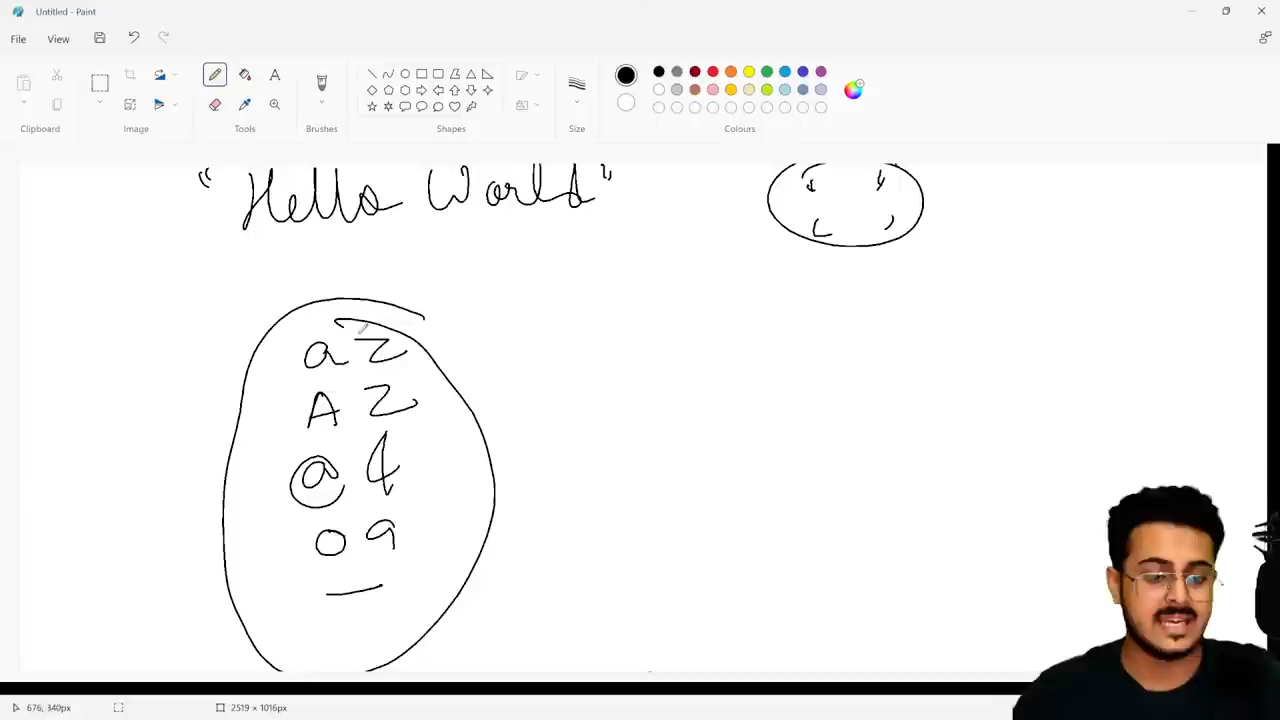 Untitled - Paint
File View
Clipboard Image Tools Brushes Shapes Size Colours
"Hello World"
a z
A Z
@
0 9
676, 340px 2519 × 1016px